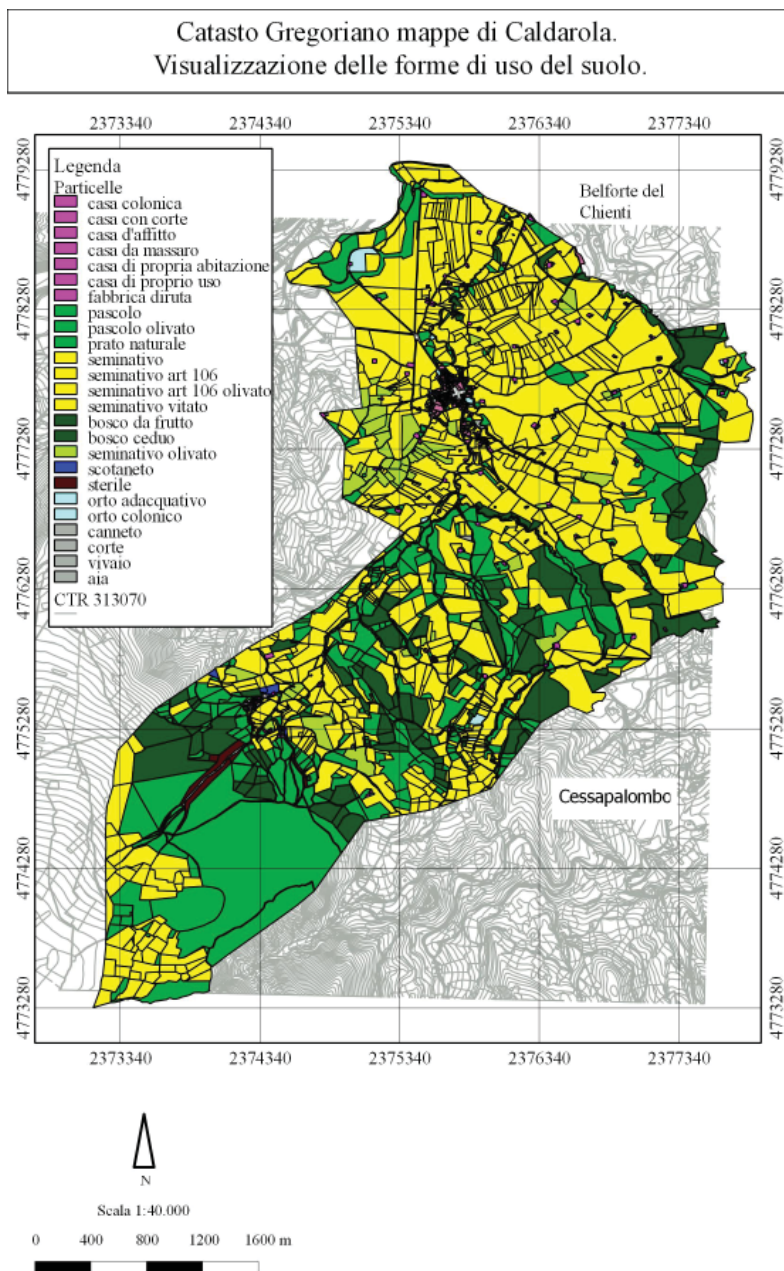 Catasto Gregoriano mappe di Caldarola.
Visualizzazione delle forme di uso del suolo.
2373340 2374340 2375340 2376340 2377340
4779280 4779280
4778280 4778280
4777280 4777280
4776280 4776280
4775280 4775280
4774280 4774280
4773280 4773280
Legenda
Particelle
casa colonica
casa con corte
casa d'affitto
casa da massaro
casa di propria abitazione
casa di proprio uso
fabbrica diruta
pascolo
pascolo olivato
prato naturale
seminativo
seminativo art 106
seminativo art 106 olivato
seminativo vitato
bosco da frutto
bosco ceduo
seminativo olivato
scotaneto
sterile
orto adacquativo
orto colonico
canneto
corte
vivaio
aia
CTR 313070
Belforte del
Chienti
Cessapalombo
2373340 2374340 2375340 2376340 2377340
N
Scala 1:40.000
0 400 800 1200 1600 m